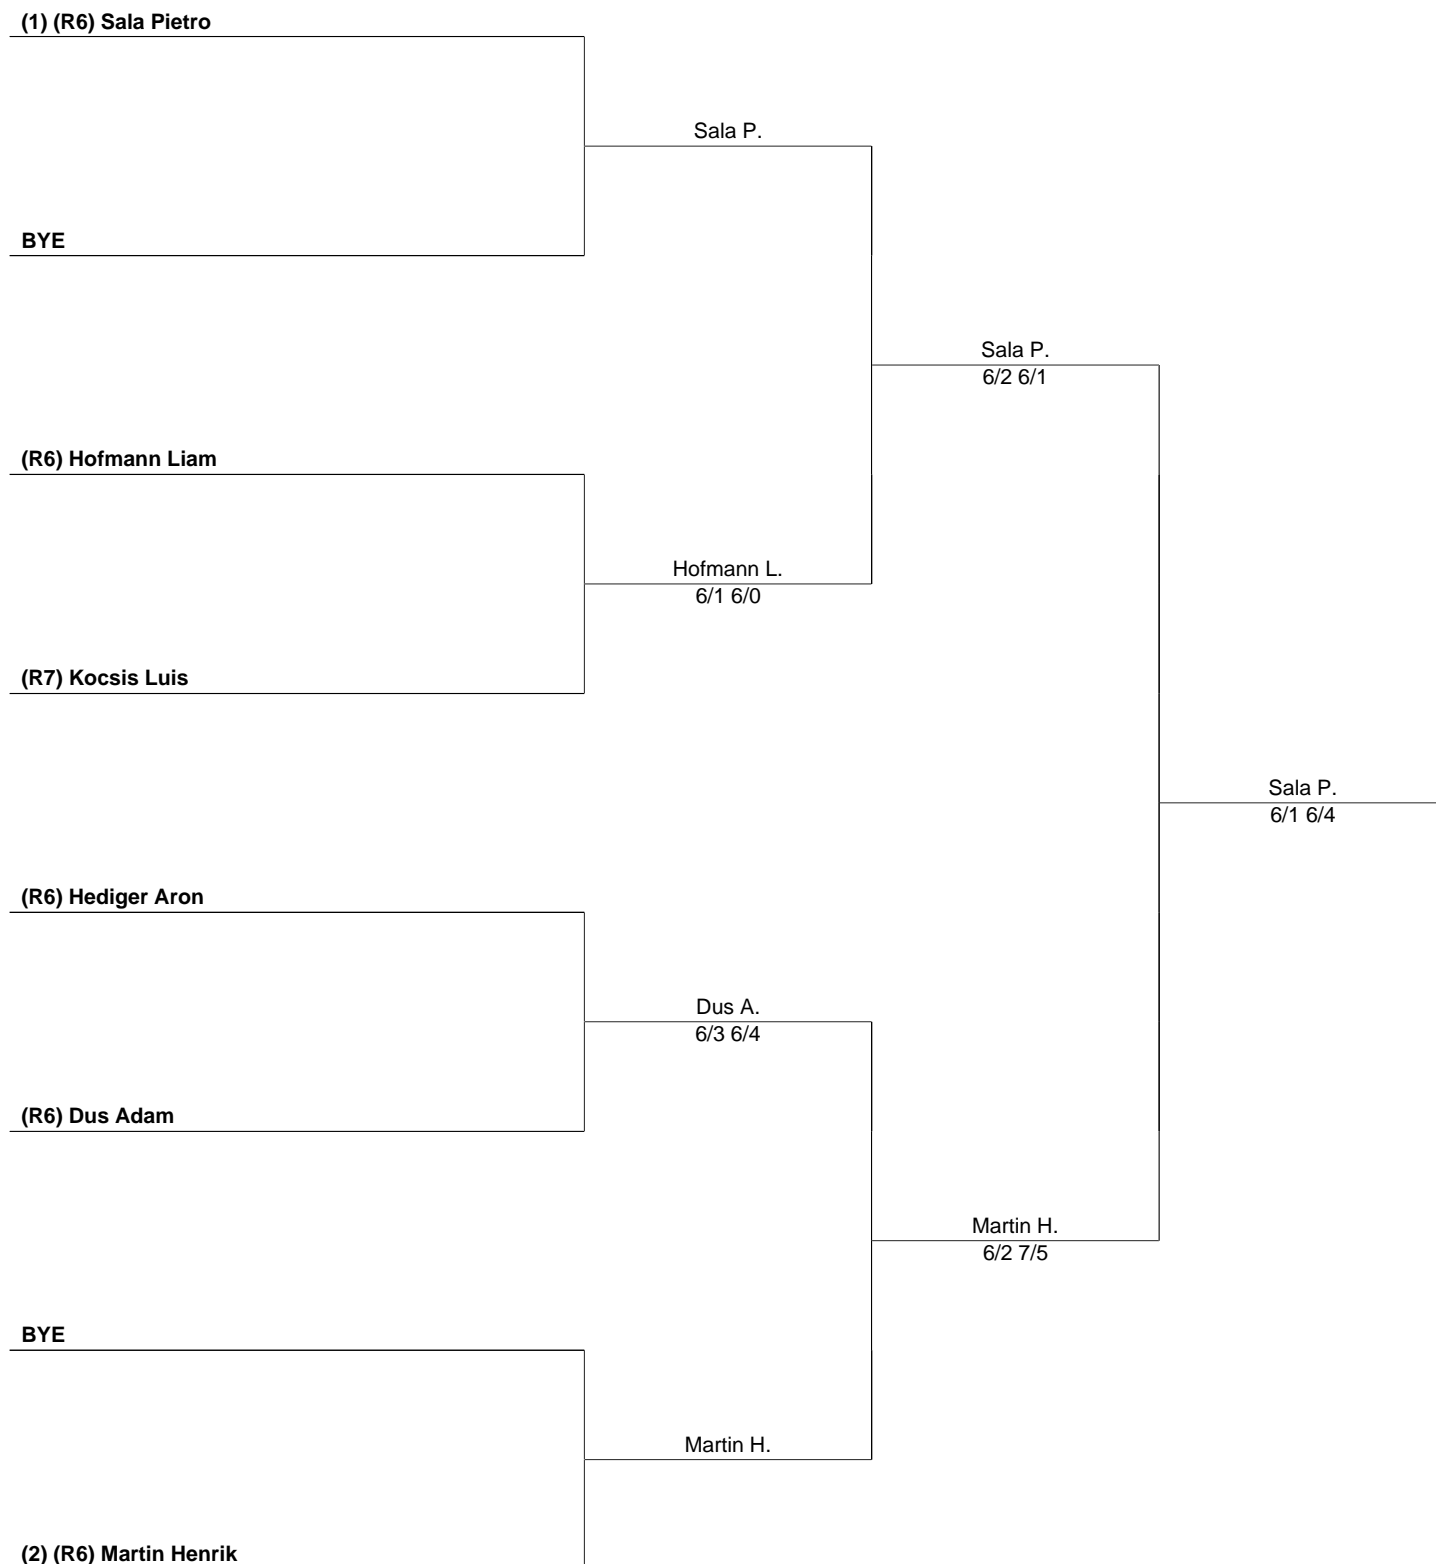 (1) (R6) Sala Pietro
Sala P.
BYE
Sala P.
6/2 6/1
(R6) Hofmann Liam
Hofmann L.
6/1 6/0
(R7) Kocsis Luis
Sala P.
6/1 6/4
(R6) Hediger Aron
Dus A.
6/3 6/4
(R6) Dus Adam
Martin H.
6/2 7/5
BYE
Martin H.
(2) (R6) Martin Henrik